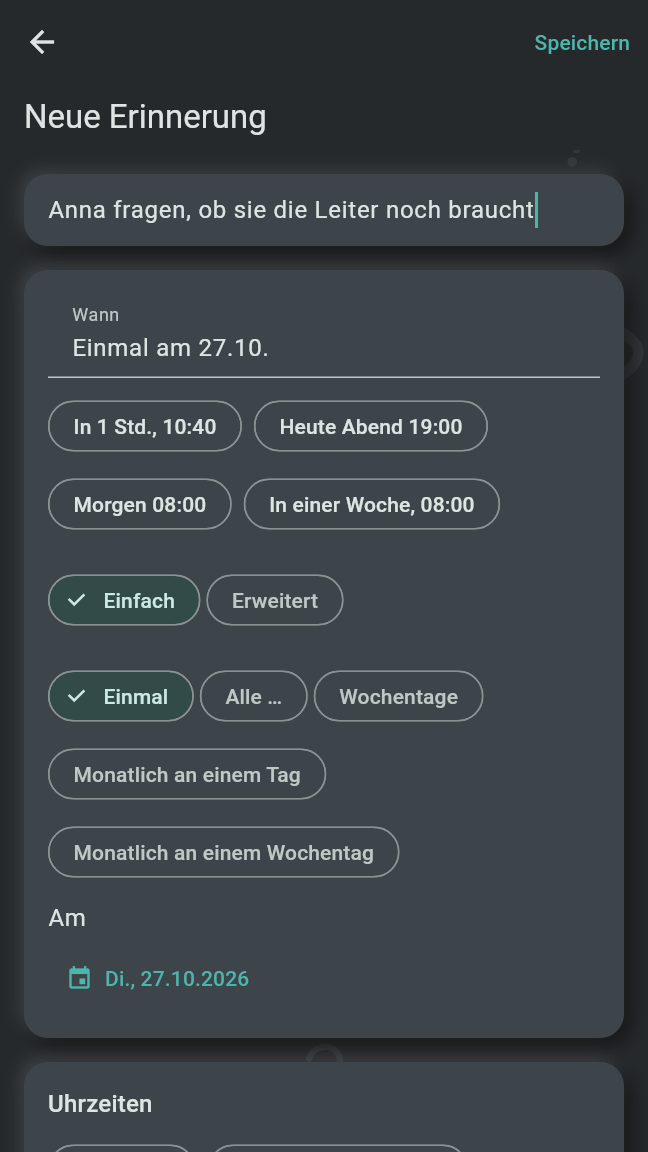 Speichern
Neue Erinnerung
Anna fragen, ob sie die Leiter noch braucht
Wann
Einmal am 27.10.
In 1 Std., 10:40 Heute Abend 19:00
Morgen 08:00 In einer Woche, 08:00
Einfach Erweitert
Einmal Alle ... Wochentage
Monatlich an einem Tag
Monatlich an einem Wochentag
Am
Di., 27.10.2026
Uhrzeiten